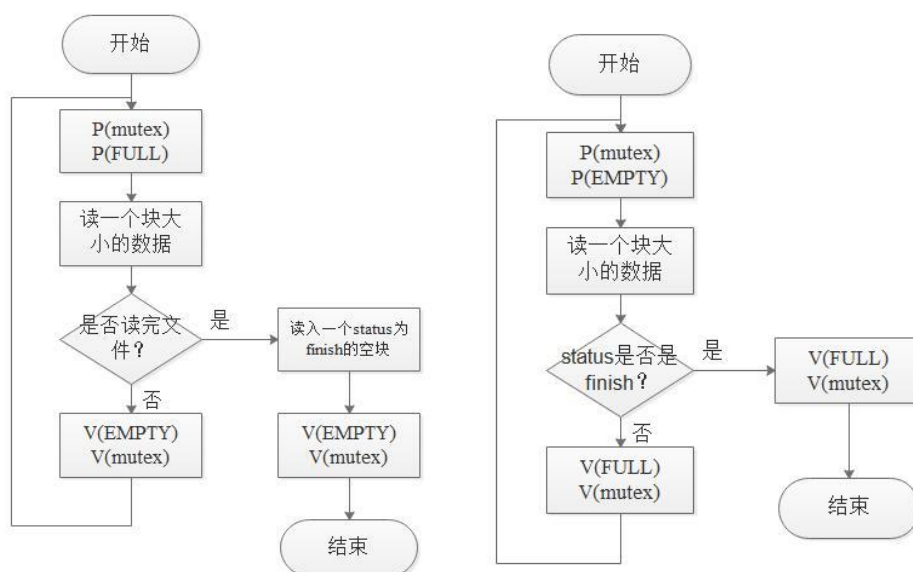 开始
P(mutex)
P(FULL)
读一个块大
小的数据
是否读完文
件？
是
读入一个status为
finish的空块
否
V(EMPTY)
V(mutex)
V(EMPTY)
V(mutex)
结束
开始
P(mutex)
P(EMPTY)
读一个块大
小的数据
status是否是
finish？
是
V(FULL)
V(mutex)
否
V(FULL)
V(mutex)
结束